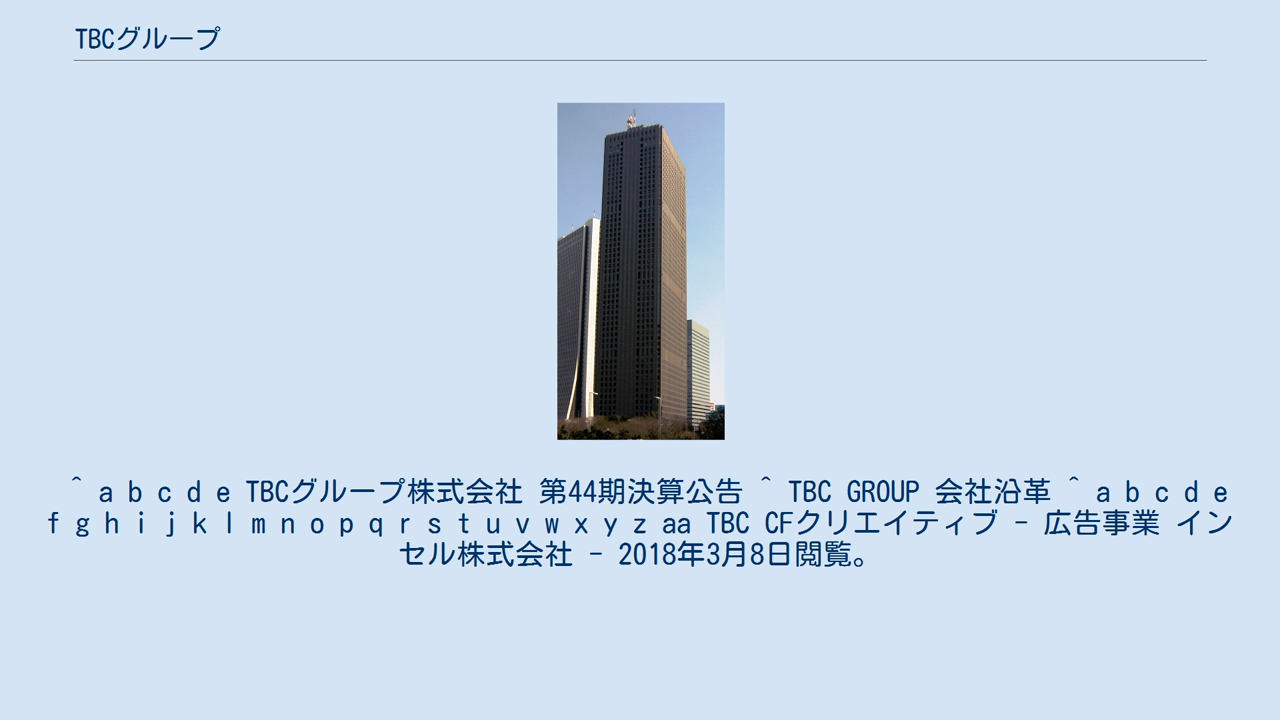 TBCグループ
^ a b c d e TBCグループ株式会社 第44期決算公告 ^ TBC GROUP 会社沿革 ^ a b c d e
f g h i j k l m n o p q r s t u v w x y z aa TBC CFクリエイティブ - 広告事業 イン
セル株式会社 - 2018年3月8日閲覧。